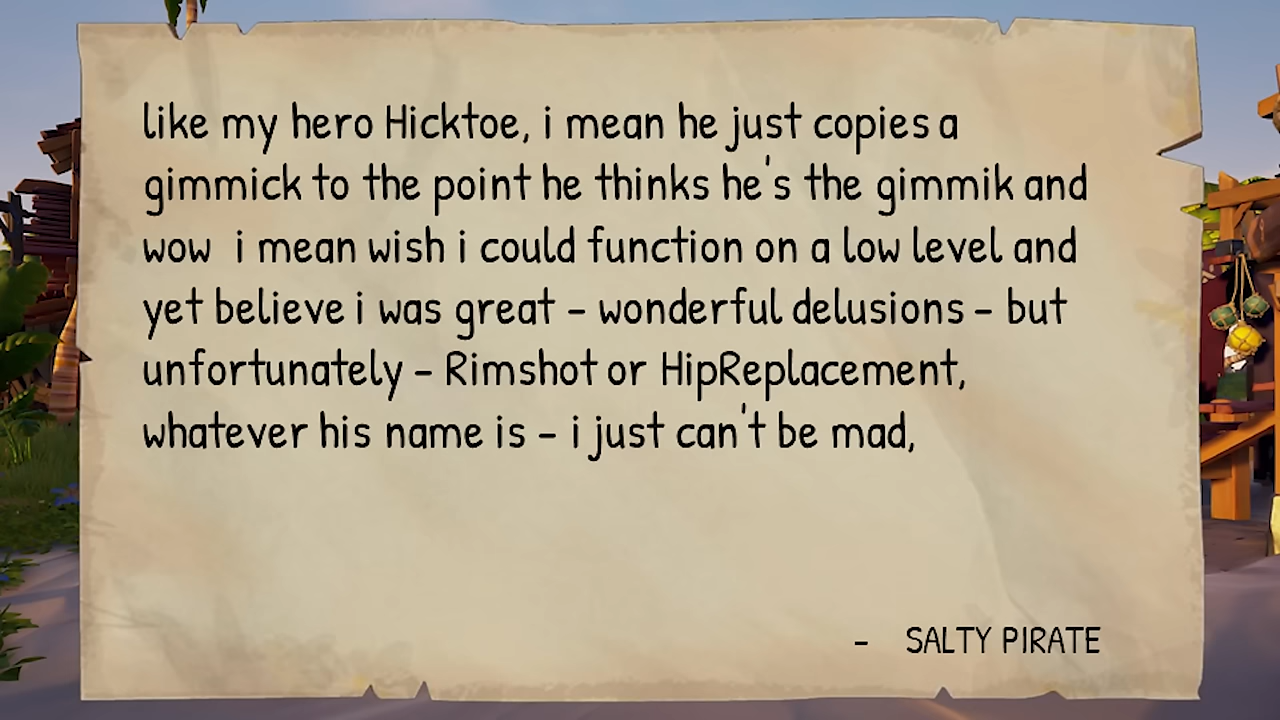 like my hero Hicktoe, i mean he just copies a
gimmick to the point he thinks he's the gimmik and
wow i mean wish i could function on a low level and
yet believe i was great - wonderful delusions - but
unfortunately - Rimshot or HipReplacement,
whatever his name is - i just can't be mad,
- SALTY PIRATE